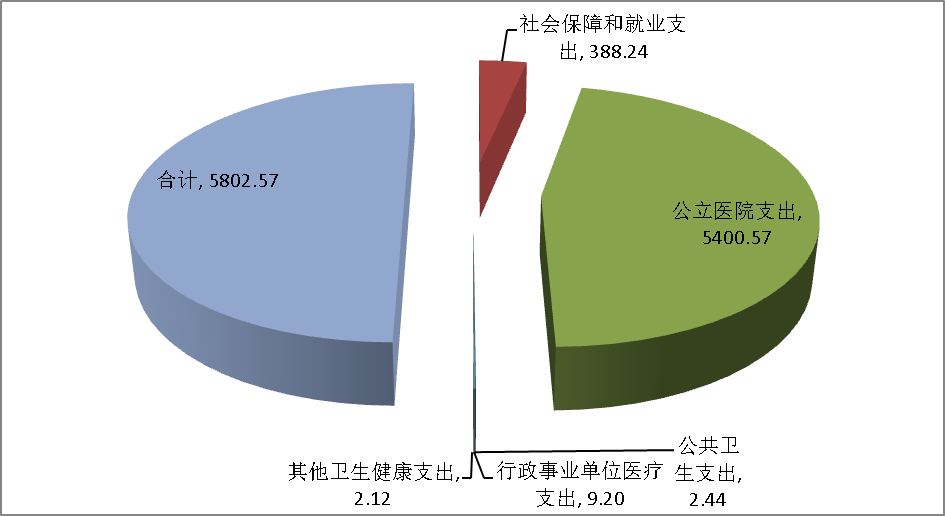 社会保障和就业支
出, 388.24
合计, 5802.57
公立医院支出,
5400.57
公共卫
生支出,
2.44
其他卫生健康支出,
2.12
行政事业单位医疗
支出, 9.20